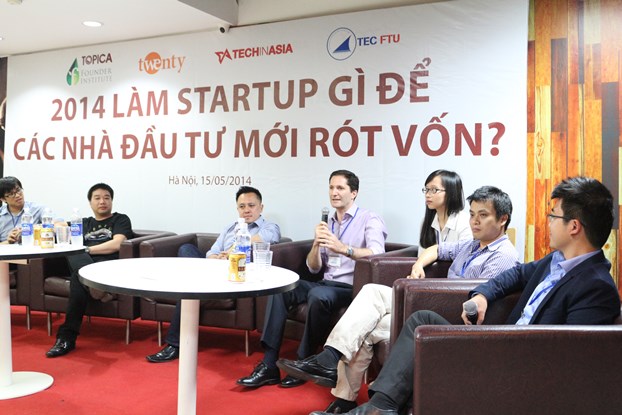 TOPICA
FOUNDER
INSTITUTE
twenty
TECHINASIA
TEC FTU
2014 LÀM STARTUP GÌ ĐỂ
CÁC NHÀ ĐẦU TƯ MỚI RÓT VỐN?
Hà Nội, 15/05/2014